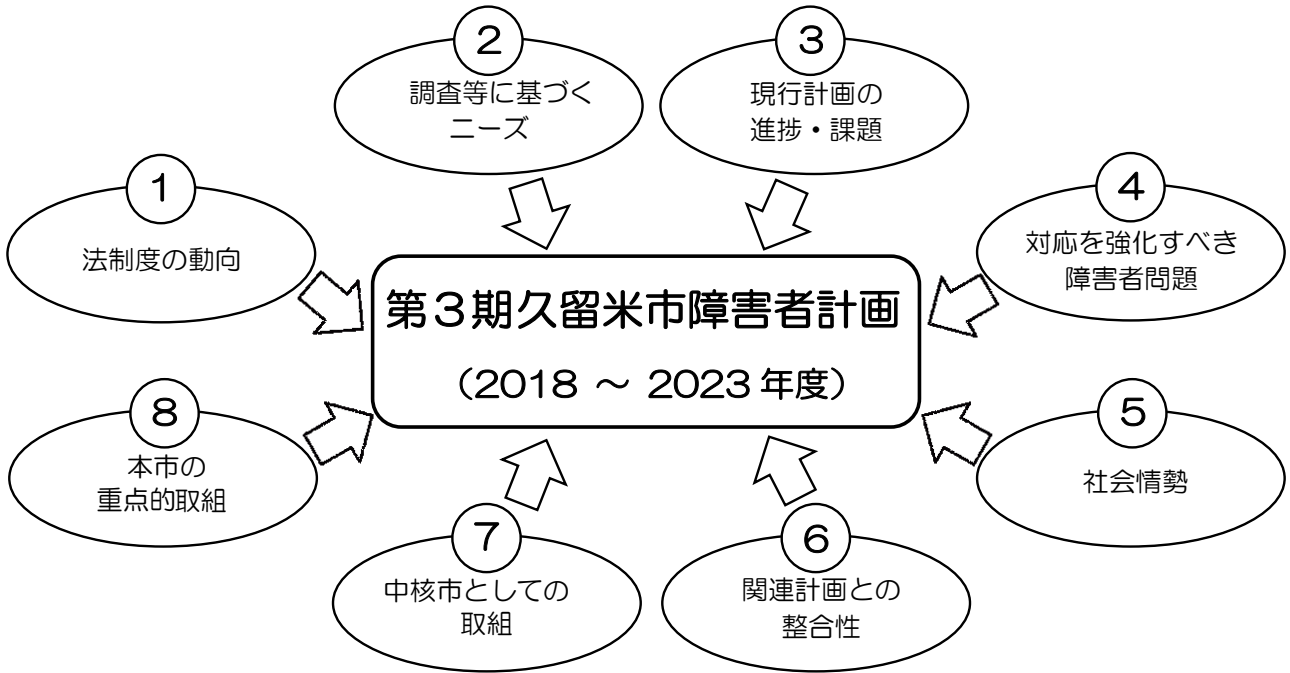 1
法制度の動向
2
調査等に基づく
ニーズ
3
現行計画の
進捗・課題
4
対応を強化すべき
障害者問題
第3期久留米市障害者計画
（2018 ～ 2023年度）
5
社会情勢
6
関連計画との
整合性
7
中核市としての
取組
8
本市の
重点的取組